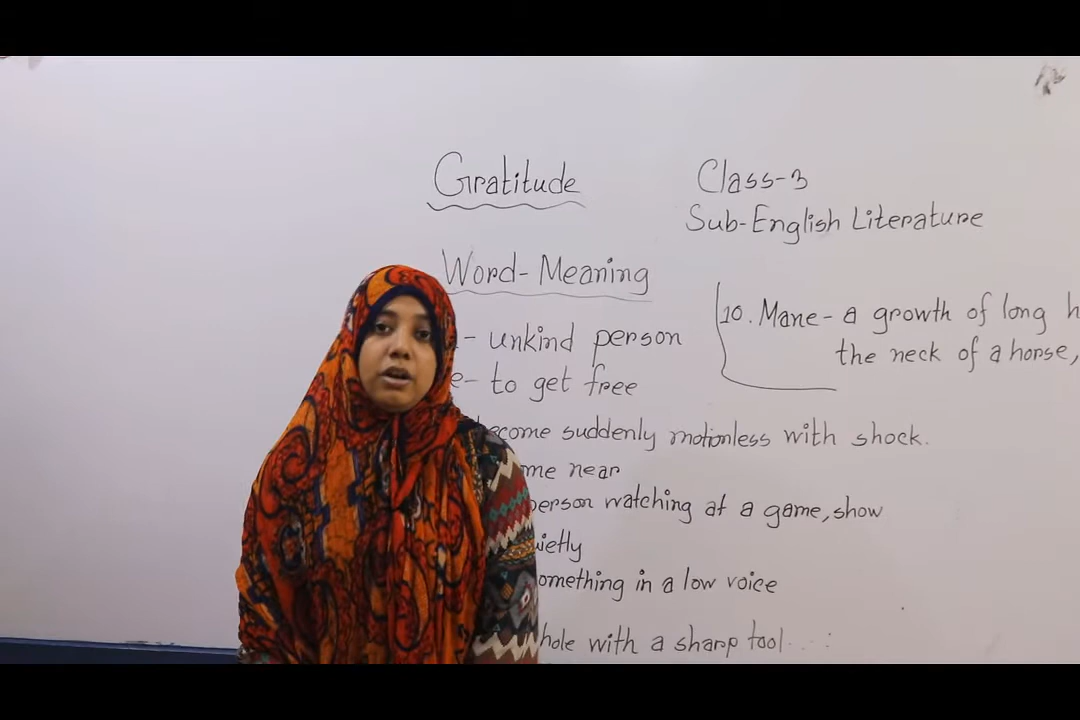 Gratitude
Class-3
Sub-English Literature
Word-Meaning
- unkind person
10. Mane- a growth of long
the neck of a horse,
e- to get free
become suddenly motionless with shock.
me near
person watching at a game, show
uietly
omething in a low voice
hole with a sharp tool....: